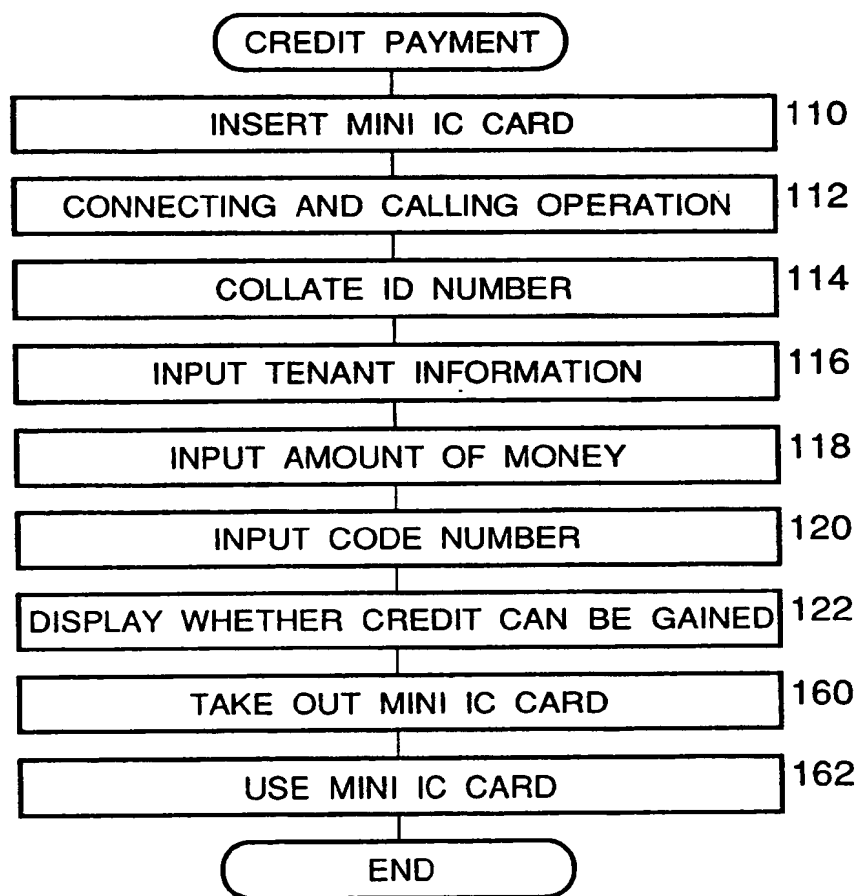 CREDIT PAYMENT
INSERT MINI IC CARD 110
CONNECTING AND CALLING OPERATION 112
COLLATE ID NUMBER 114
INPUT TENANT INFORMATION 116
INPUT AMOUNT OF MONEY 118
INPUT CODE NUMBER 120
DISPLAY WHETHER CREDIT CAN BE GAINED 122
TAKE OUT MINI IC CARD 160
USE MINI IC CARD 162
END